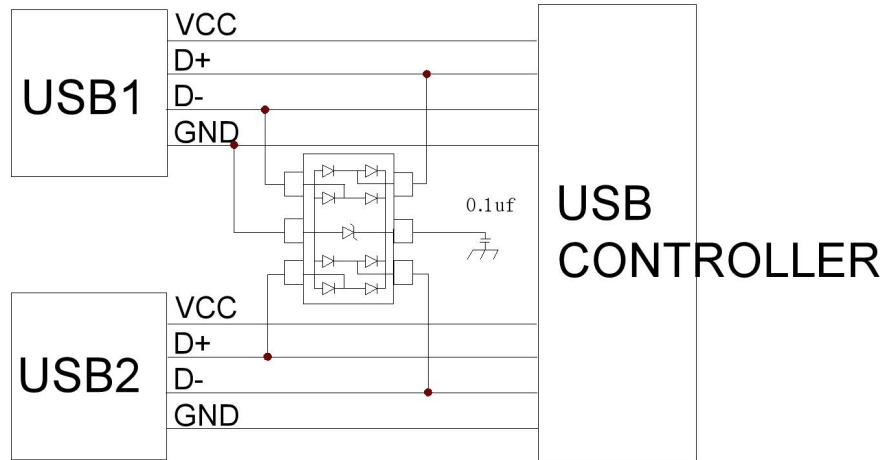 VCC
D+
USB1
D-
GND
0.1uf
USB
CONTROLLER
VCC
D+
USB2
D-
GND